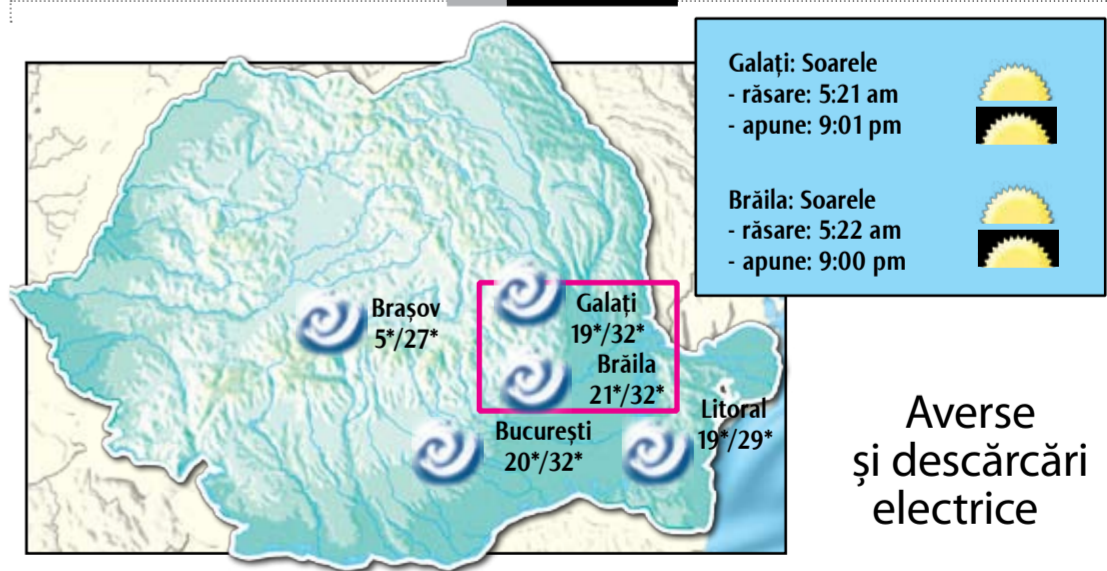 Galați: Soarele
- răsare: 5:21 am
- apune: 9:01 pm
Brăila: Soarele
- răsare: 5:22 am
- apune: 9:00 pm
Brașov
5*/27*
Galați
19*/32*
Brăila
21*/32*
Litoral
19*/29*
București
20*/32*
Averse
și descărcări
electrice